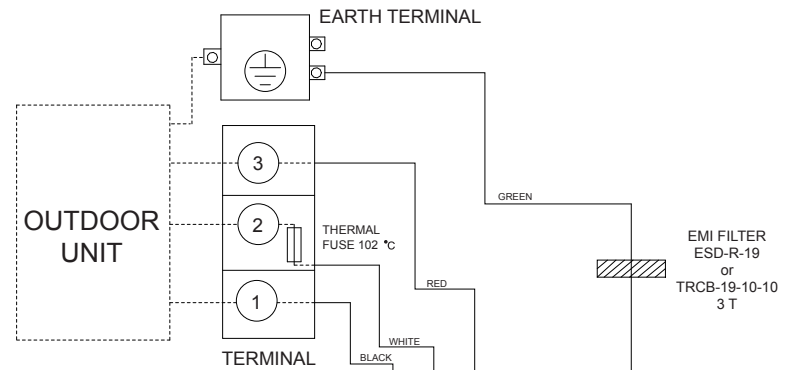 EARTH TERMINAL
3
OUTDOOR
UNIT
2
THERMAL
FUSE 102 °C
GREEN
EMI FILTER
ESD-R-19
or
TRCB-19-10-10
3 T
RED
1
WHITE
BLACK
TERMINAL